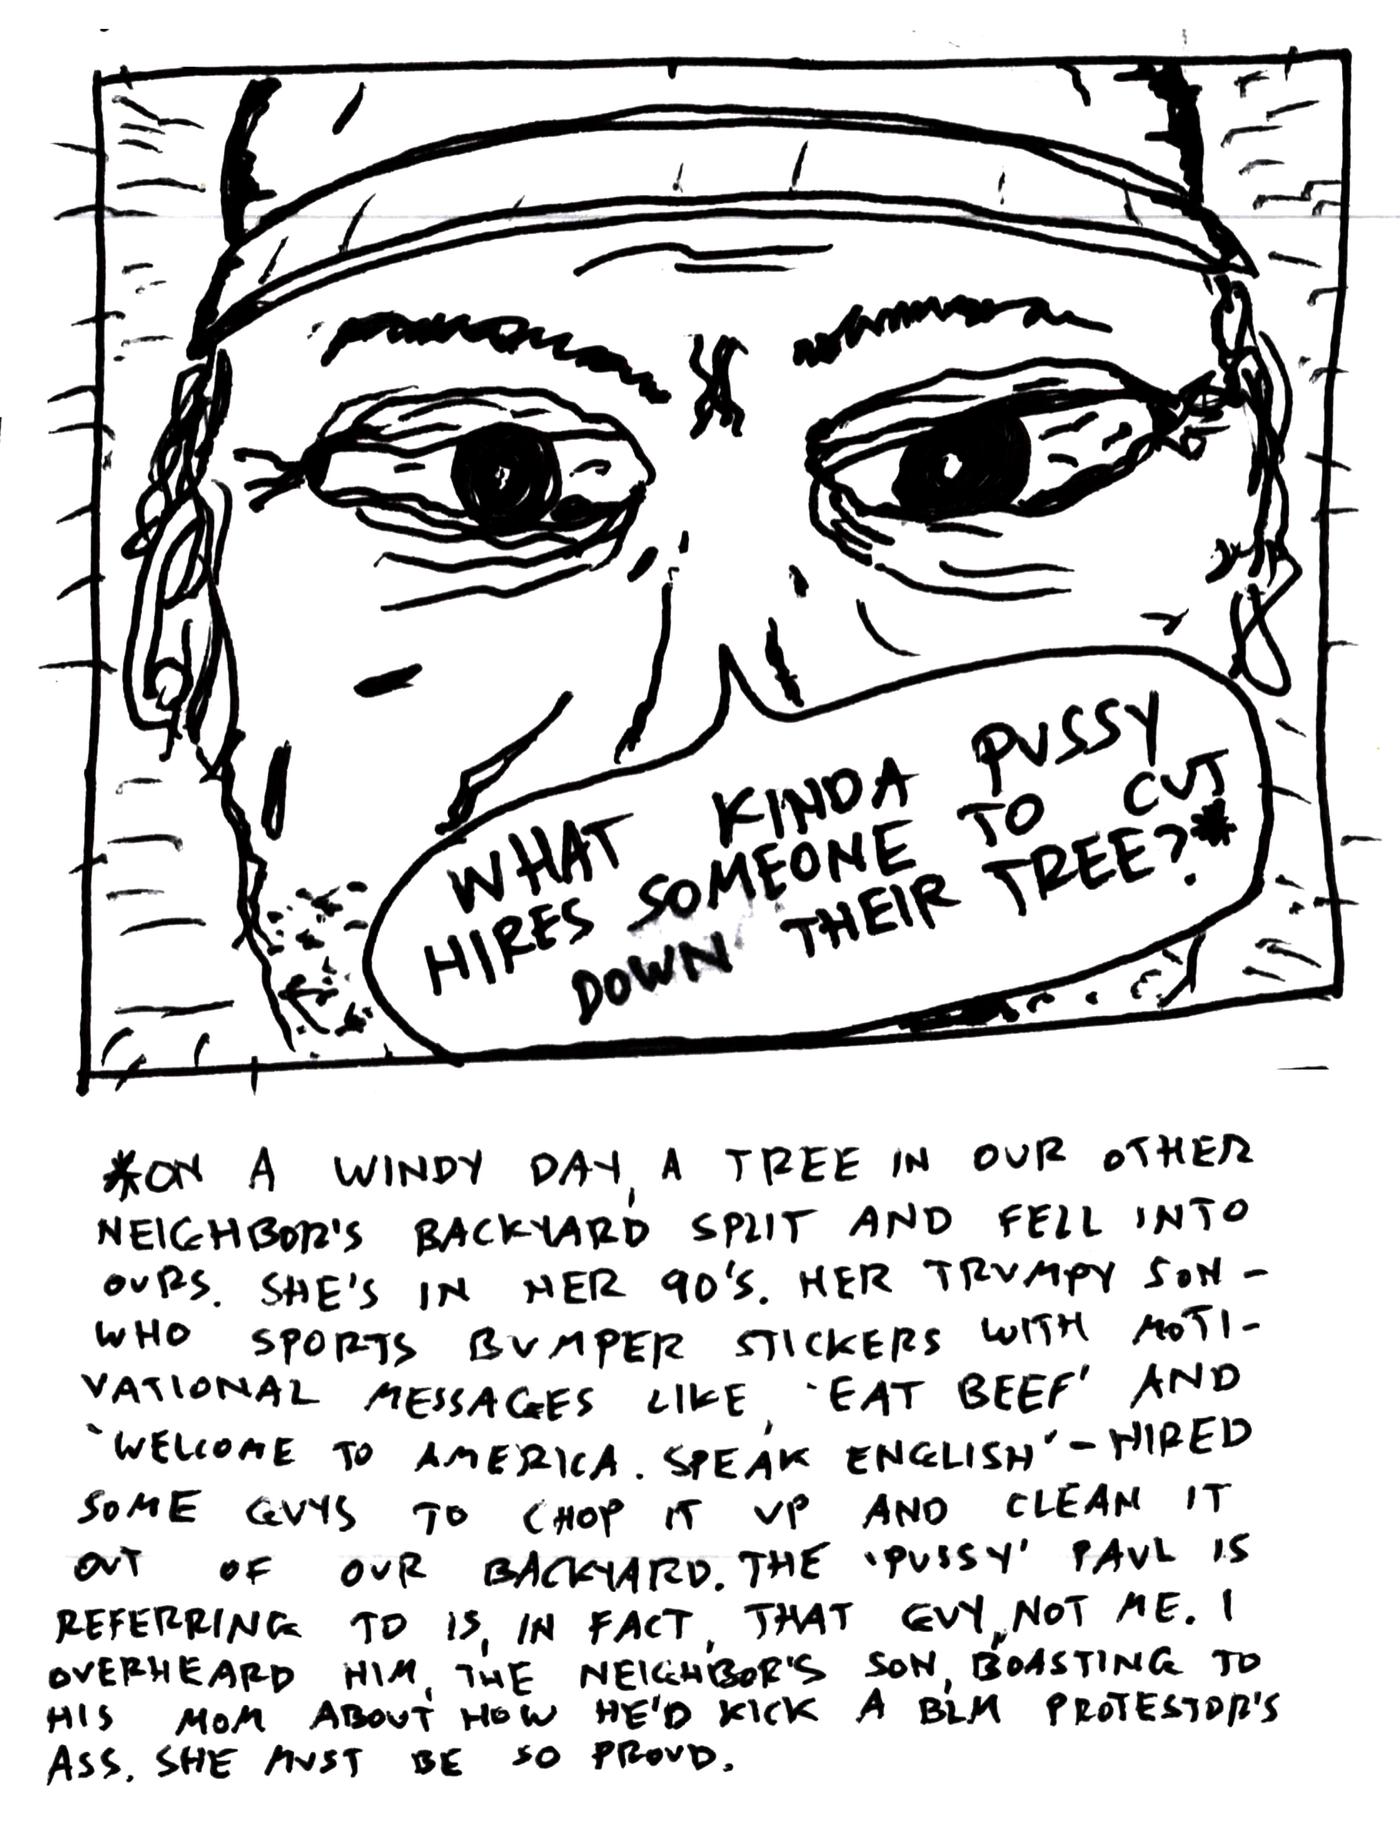 WHAT KINDA PUSSY
HIRES SOMEONE TO CUT
DOWN THEIR TREE?*
*ON A WINDY DAY, A TREE IN OUR OTHER
NEIGHBOR'S BACKYARD SPLIT AND FELL INTO
OURS. SHE'S IN HER 90'S. HER TRUMPY SON -
WHO SPORTS BUMPER STICKERS WITH MOTI-
VATIONAL MESSAGES LIKE, 'EAT BEEF' AND
'WELCOME TO AMERICA. SPEAK ENGLISH' - HIRED
SOME GUYS TO CHOP IT UP AND CLEAN IT
OUT OF OUR BACKYARD. THE 'PUSSY' PAUL IS
REFERRING TO IS, IN FACT, THAT GUY, NOT ME. I
OVERHEARD HIM, THE NEIGHBOR'S SON, BOASTING TO
HIS MOM ABOUT HOW HE'D KICK A BLM PROTESTOR'S
ASS. SHE MUST BE SO PROUD.